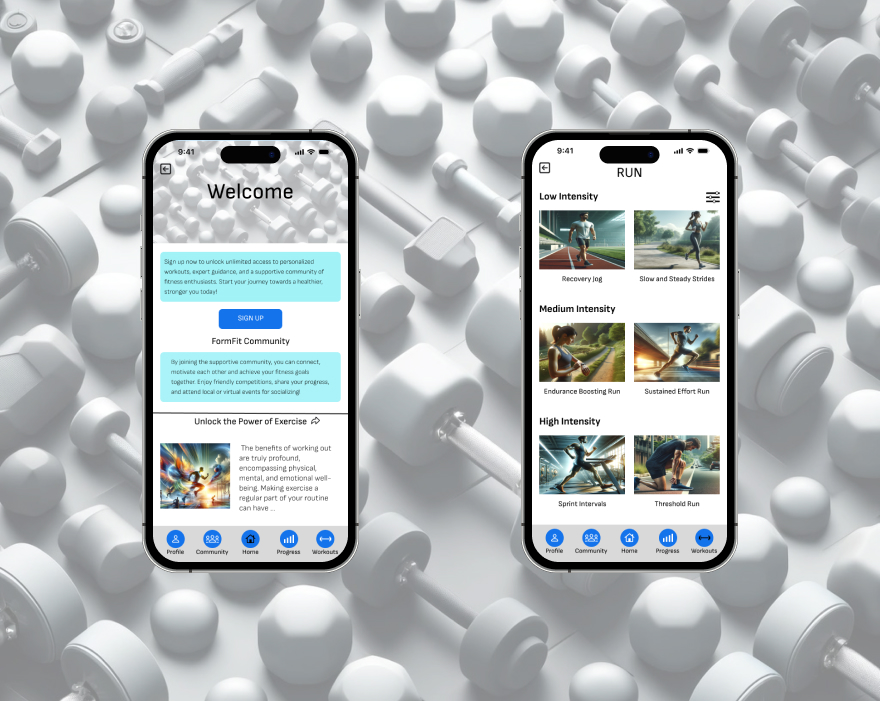 9:41
Welcome
Sign up now to unlock unlimited access to personalized
workouts, expert guidance, and a supportive community of
fitness enthusiasts. Start your journey towards a healthier,
stronger you today!
SIGN UP
FormFit Community
By joining the supportive community, you can connect,
motivate each other and achieve your fitness goals
together. Enjoy friendly competitions, share your progress,
and attend local or virtual events for socializing!
Unlock the Power of Exercise
The benefits of working out
are truly profound,
encompassing physical,
mental, and emotional well-
being. Making exercise a
regular part of your routine
can have ...
Profile Community Home Progress Workouts
9:41
RUN
Low Intensity
Recovery Jog Slow and Steady Strides
Medium Intensity
Endurance Boosting Run Sustained Effort Run
High Intensity
Sprint Intervals Threshold Run
Profile Community Home Progress Workouts